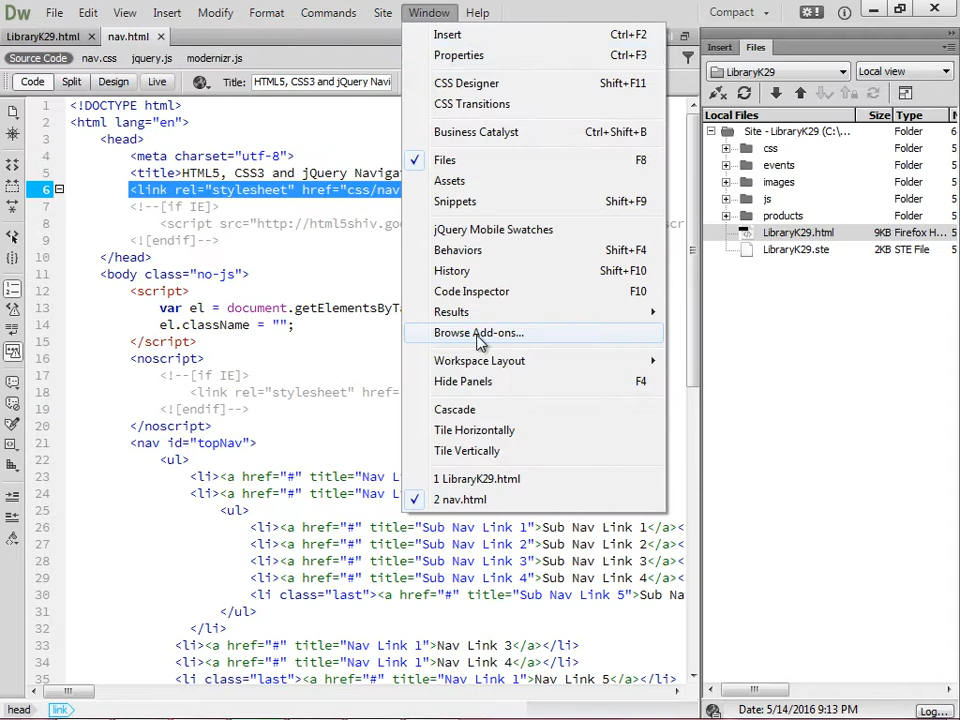 Dw File Edit View Insert Modify Format Commands Site Window Help Compact
LibraryK29.html nav.html
Source Code nav.css jquery.js modernizr.js
Code Split Design Live Title: HTML5, CSS3 and jQuery Navi
1 <!DOCTYPE html>
2 <html lang="en">
3 <head>
4 <meta charset="utf-8">
5 <title>HTML5, CSS3 and jQuery Naviga
6 <link rel="stylesheet" href="css/nav
7 <!--[if IE]>
8 <script src="http://html5shiv.go
9 <![endif]-->
10 </head>
11 <body class="no-js">
12 <script>
13 var el = document.getElementsByTa
14 el.className = "";
15 </script>
16 <noscript>
17 <!--[if IE]>
18 <link rel="stylesheet" href=
19 <![endif]-->
20 </noscript>
21 <nav id="topNav">
22 <ul>
23 <li><a href="#" title="Nav L
24 <li><a href="#" title="Nav L
25 <ul>
26 <li><a href="#" title="Sub Nav Link 1">Sub Nav Link 1</a>
27 <li><a href="#" title="Sub Nav Link 2">Sub Nav Link 2</a>
28 <li><a href="#" title="Sub Nav Link 3">Sub Nav Link 3</a>
29 <li><a href="#" title="Sub Nav Link 4">Sub Nav Link 4</a>
30 <li class="last"><a href="#" title="Sub Nav Link 5">Sub Na
31 </ul>
32 </li>
33 <li><a href="#" title="Nav Link 1">Nav Link 3</a></li>
34 <li><a href="#" title="Nav Link 1">Nav Link 4</a></li>
35 <li class="last"><a href="#" title="Nav Link 1">Nav Link 5</a></li>
head link
Insert Ctrl+F2
Properties Ctrl+F3
CSS Designer Shift+F11
CSS Transitions
Business Catalyst Ctrl+Shift+B
Files F8
Assets
Snippets Shift+F9
jQuery Mobile Swatches
Behaviors Shift+F4
History Shift+F10
Code Inspector F10
Results
Browse Add-ons...
Workspace Layout
Hide Panels F4
Cascade
Tile Horizontally
Tile Vertically
1 LibraryK29.html
2 nav.html
Insert Files
LibraryK29 Local view
Local Files Size Type
Site - LibraryK29 (C:\... Folder
css Folder
events Folder
images Folder
js Folder
products Folder
LibraryK29.html 9KB Firefox H... 5
LibraryK29.ste STE File 5
Date: 5/14/2016 9:13 PM Log...